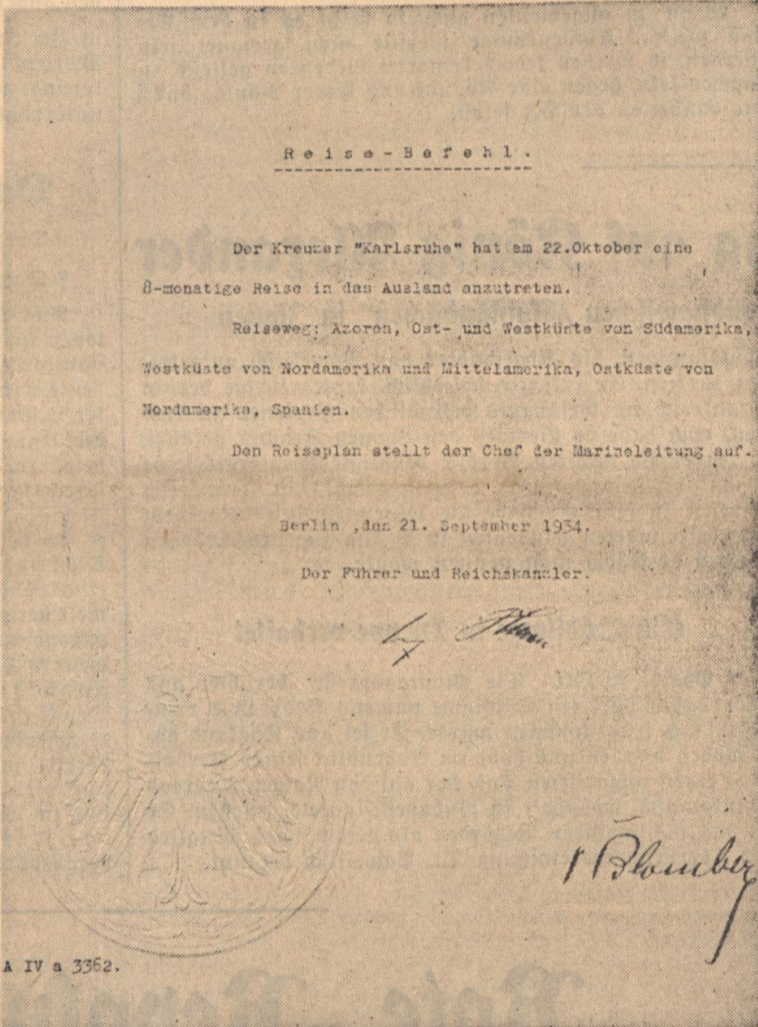 Reise-Befehl.
Der Kreuzer "Karlsruhe" hat am 22.Oktober eine
8-monatige Reise in das Ausland anzutreten.
Reiseweg: Azoren, Ost- und Westküste von Südamerika,
Westküste von Nordamerika und Mittelamerika, Ostküste von
Nordamerika, Spanien.
Den Reiseplan stellt der Chef der Marineleitung auf.
Berlin ,den 21. September 1934.
Der Führer und Reichskanzler.
v Blomberg
A IV a 3362.